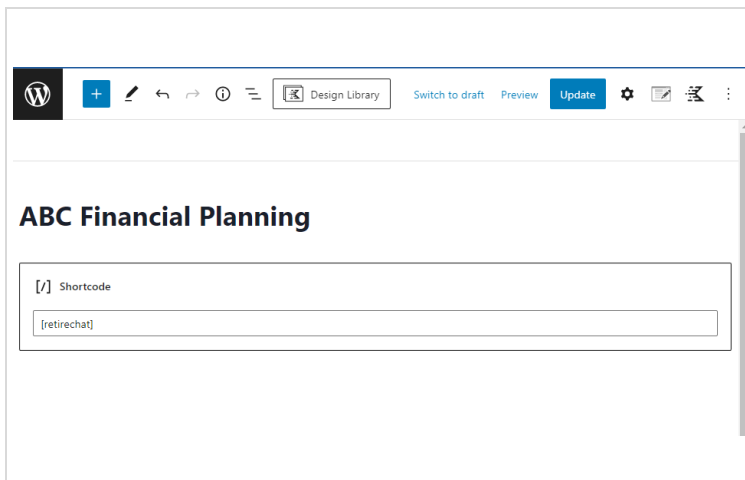 Design Library Switch to draft Preview Update
ABC Financial Planning
[/] Shortcode
[retirechat]